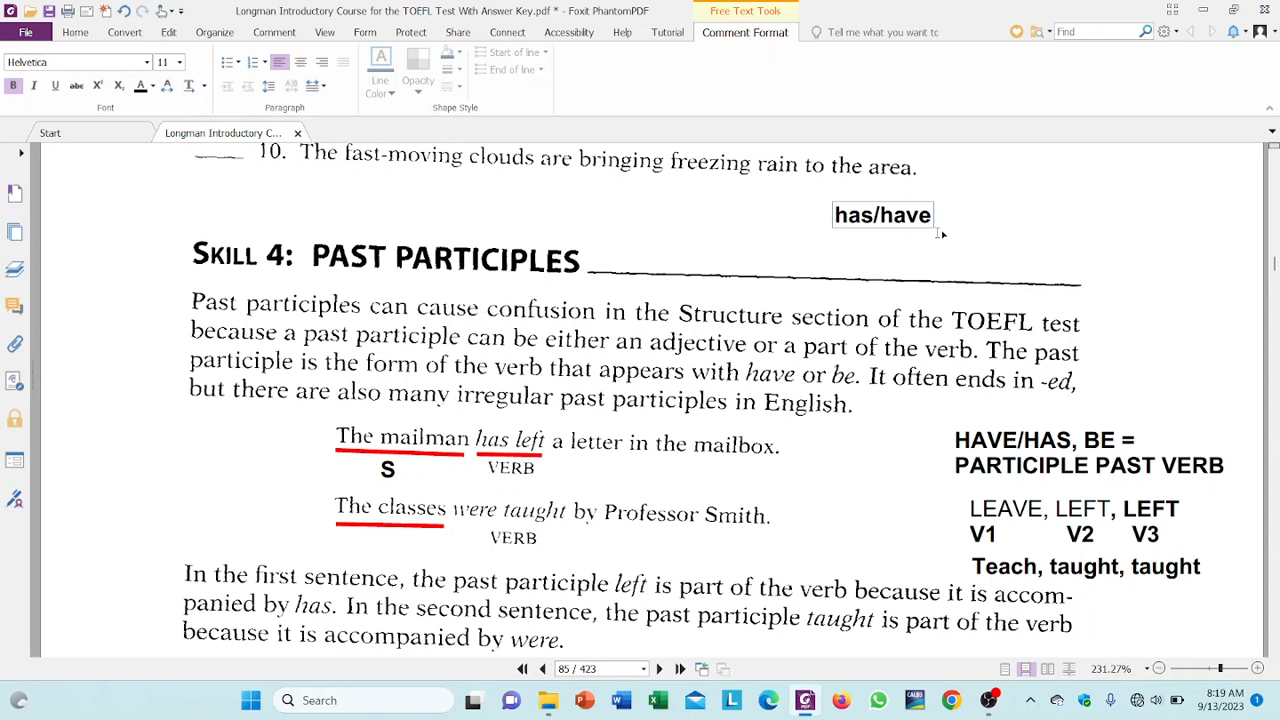 Longman Introductory Course for the TOEFL Test With Answer Key.pdf * - Foxit PhantomPDF
Free Text Tools
File Home Convert Edit Organize Comment View Form Protect Share Connect Accessibility Help Tutorial Comment Format Tell me what you want to Find
Helvetica 11
Line Color
Opacity
Start of line
End of line
B I U abc X² X₂ A
Font Paragraph Shape Style
Start Longman Introductory C...
10. The fast-moving clouds are bringing freezing rain to the area.
has/have
SKILL 4: PAST PARTICIPLES
Past participles can cause confusion in the Structure section of the TOEFL test
because a past participle can be either an adjective or a part of the verb. The past
participle is the form of the verb that appears with have or be. It often ends in -ed,
but there are also many irregular past participles in English.
The mailman has left a letter in the mailbox.
S VERB
The classes were taught by Professor Smith.
VERB
HAVE/HAS, BE =
PARTICIPLE PAST VERB
LEAVE, LEFT, LEFT
V1 V2 V3
Teach, taught, taught
In the first sentence, the past participle left is part of the verb because it is accom-
panied by has. In the second sentence, the past participle taught is part of the verb
because it is accompanied by were.
85 / 423
231.27%
Search
8:19 AM
9/13/2023